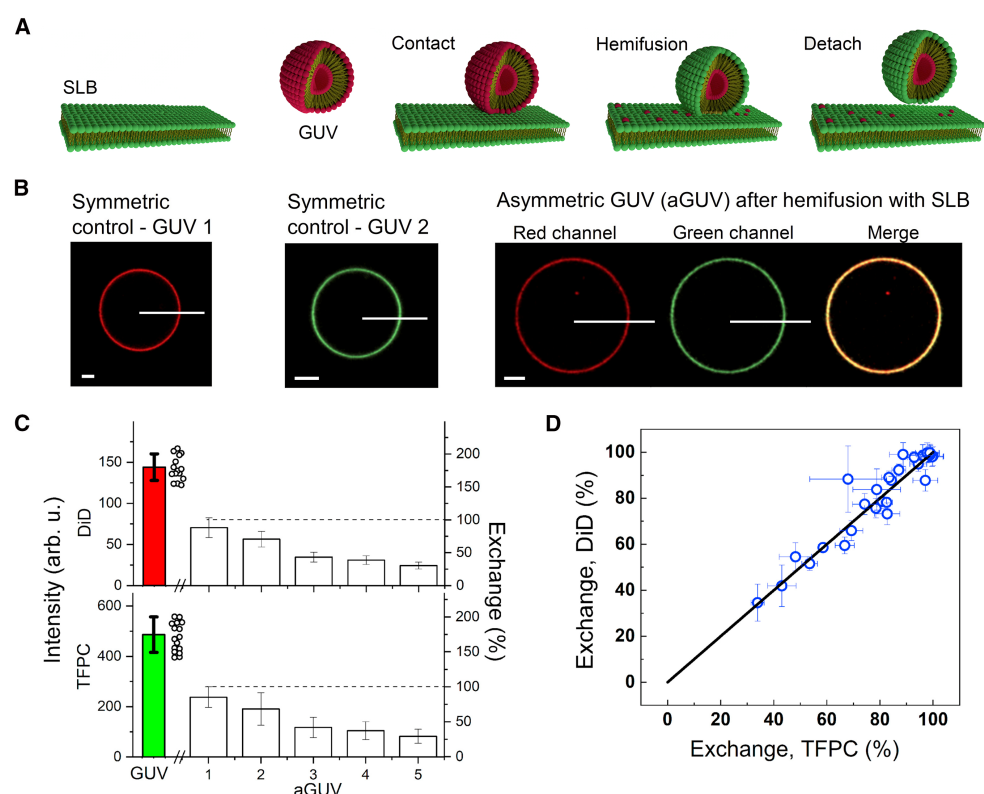 A
SLB
GUV
Contact
Hemifusion
Detach
B
Symmetric
control - GUV 1
Symmetric
control - GUV 2
Asymmetric GUV (aGUV) after hemifusion with SLB
Red channel
Green channel
Merge
C
Intensity (arb. u.)
DiD
TFPC
150
100
50
0
600
400
200
0
200
150
100
50
0
200
150
100
50
0
Exchange (%)
GUV
1
2
3
4
5
aGUV
D
Exchange, DiD (%)
100
80
60
40
20
0
0
20
40
60
80
100
Exchange, TFPC (%)